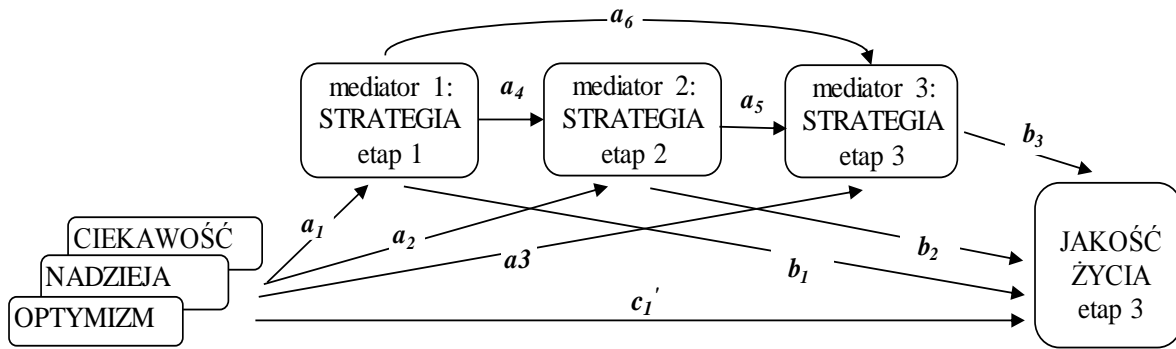 a6
mediator 1:
STRATEGIA
etap 1
a4
mediator 2:
STRATEGIA
etap 2
a5
mediator 3:
STRATEGIA
etap 3
b3
CIEKAWOŚĆ
NADZIEJA
OPTYMIZM
a1
a2
a3
b1
b2
c1'
JAKOŚĆ
ŻYCIA
etap 3